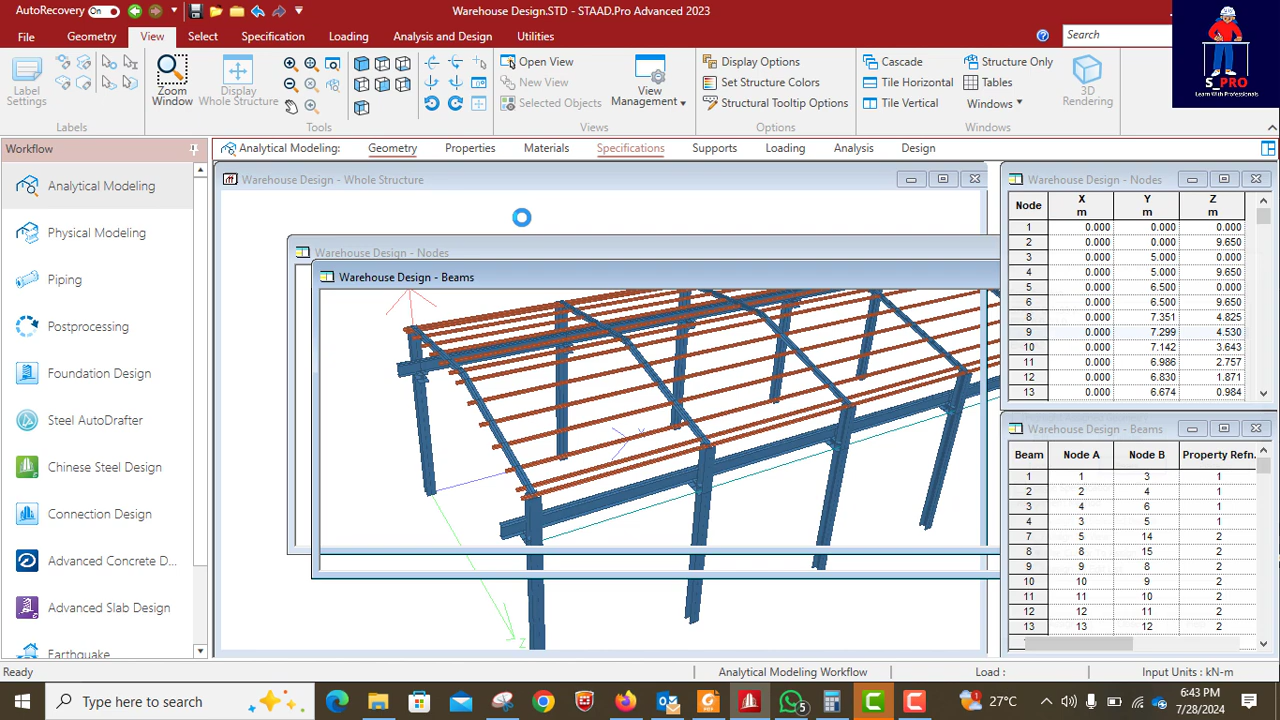 AutoRecovery On
Warehouse Design.STD - STAAD.Pro Advanced 2023
File Geometry View Select Specification Loading Analysis and Design Utilities
Search
S_PRO
Learn With Professionals
Label Settings
Zoom Window
Display Whole Structure
Open View
New View
Selected Objects
View Management
Display Options
Set Structure Colors
Structural Tooltip Options
Cascade
Tile Horizontal
Tile Vertical
Structure Only
Tables
Windows
3D Rendering
Labels Tools Views Options Windows
Workflow
Analytical Modeling: Geometry Properties Materials Specifications Supports Loading Analysis Design
Analytical Modeling
Physical Modeling
Piping
Postprocessing
Foundation Design
Steel AutoDrafter
Chinese Steel Design
Connection Design
Advanced Concrete D...
Advanced Slab Design
Earthquake
Warehouse Design - Whole Structure
Warehouse Design - Nodes
Warehouse Design - Beams
X
Z
Warehouse Design - Nodes
Node X m Y m Z m
1 0.000 0.000 0.000
2 0.000 0.000 9.650
3 0.000 5.000 0.000
4 0.000 5.000 9.650
5 0.000 6.500 0.000
6 0.000 6.500 9.650
8 0.000 7.351 4.825
9 0.000 7.299 4.530
10 0.000 7.142 3.643
11 0.000 6.986 2.757
12 0.000 6.830 1.871
13 0.000 6.674 0.984
Warehouse Design - Beams
Beam Node A Node B Property Refn.
1 1 3 1
2 2 4 1
3 4 6 1
4 3 5 1
7 5 14 2
8 8 15 2
9 9 8 2
10 10 9 2
11 11 10 2
12 12 11 2
13 13 12 2
Ready
Analytical Modeling Workflow
Load :
Input Units : kN-m
Type here to search
5
27°C
6:43 PM
7/28/2024